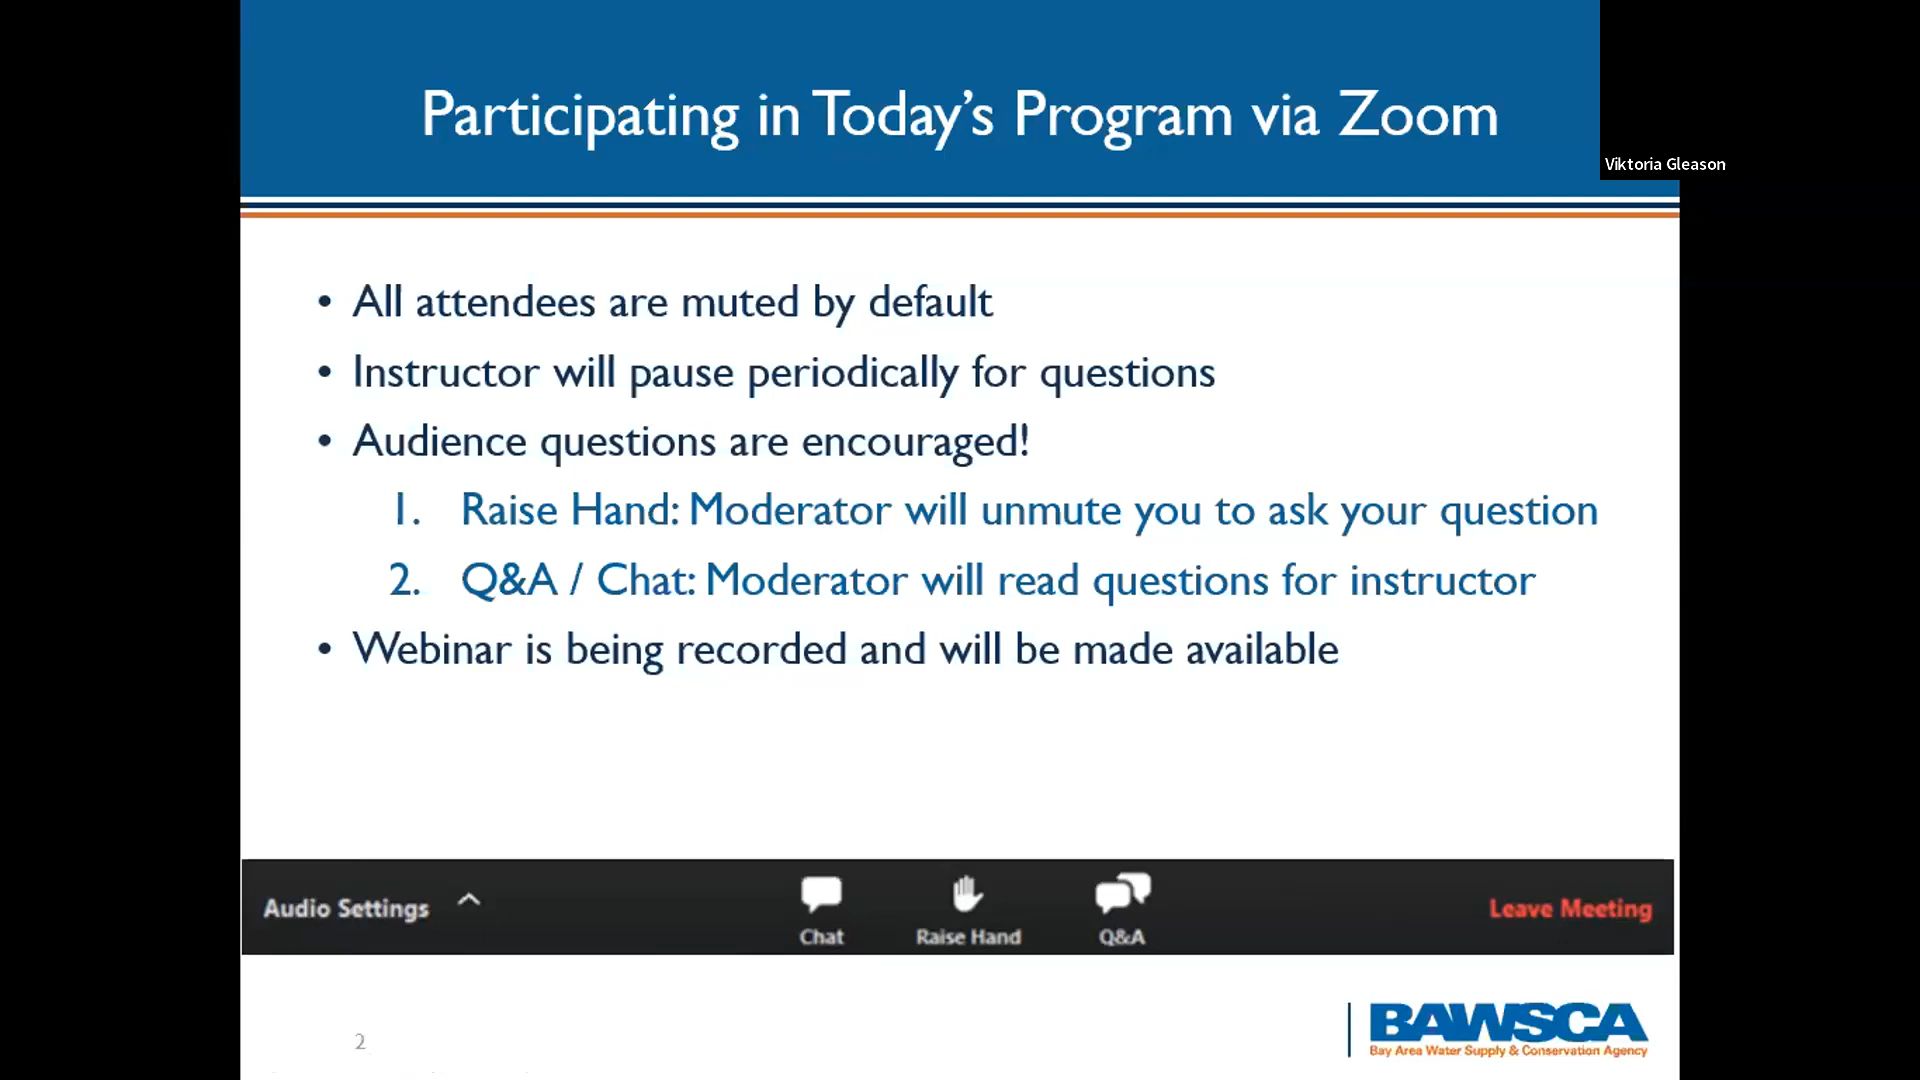 Participating in Today's Program via Zoom
Viktoria Gleason
• All attendees are muted by default
• Instructor will pause periodically for questions
• Audience questions are encouraged!
1. Raise Hand: Moderator will unmute you to ask your question
2. Q&A / Chat: Moderator will read questions for instructor
• Webinar is being recorded and will be made available
Audio Settings
Chat
Raise Hand
Q&A
Leave Meeting
BAWSCA
Bay Area Water Supply & Conservation Agency
2